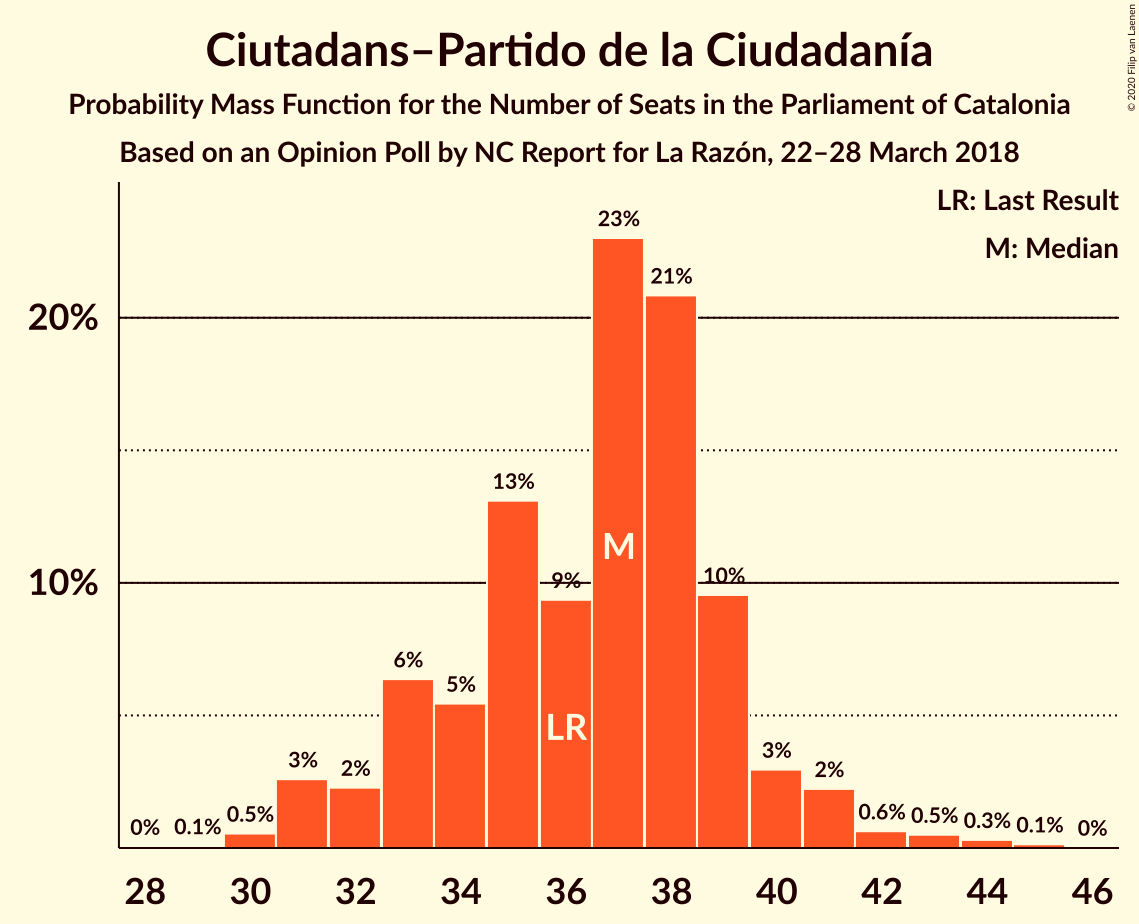 Ciutadans–Partido de la Ciudadanía
Probability Mass Function for the Number of Seats in the Parliament of Catalonia
Based on an Opinion Poll by NC Report for La Razón, 22–28 March 2018
© 2020 Filip van Laenen
LR: Last Result
M: Median
20%
10%
0% 0.1% 0.5% 3% 2% 6% 5% 13% 9% 23% 21% 10% 3% 2% 0.6% 0.5% 0.3% 0.1% 0%
M
LR
28 30 32 34 36 38 40 42 44 46